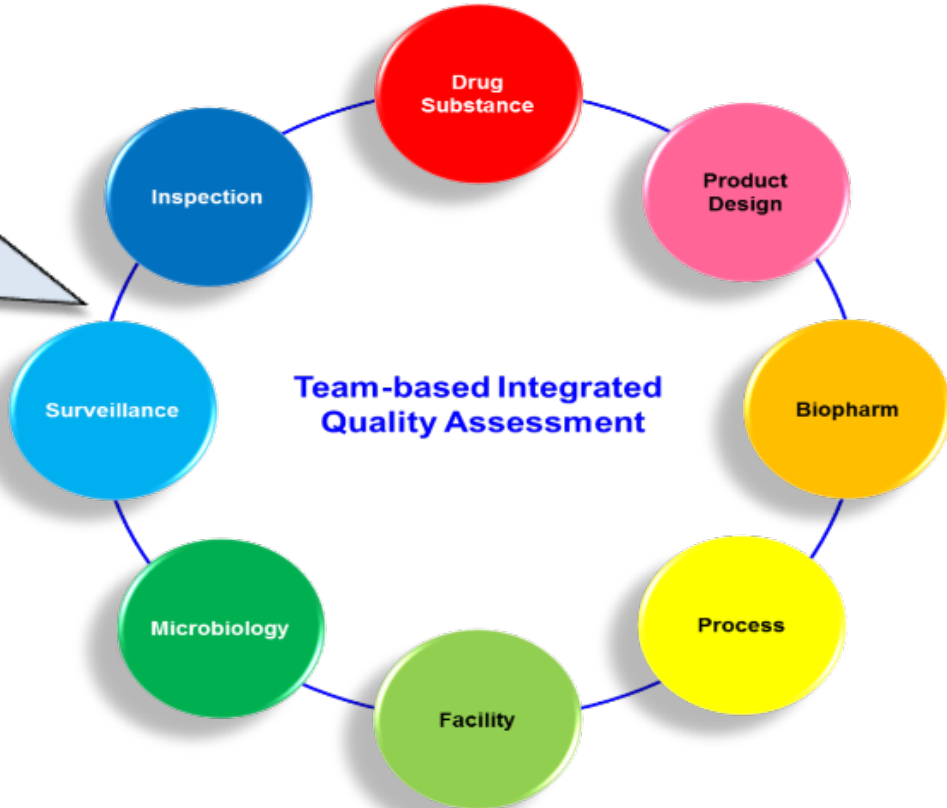 Drug
Substance
Product
Design
Inspection
Biopharm
Team-based Integrated
Quality Assessment
Surveillance
Process
Microbiology
Facility